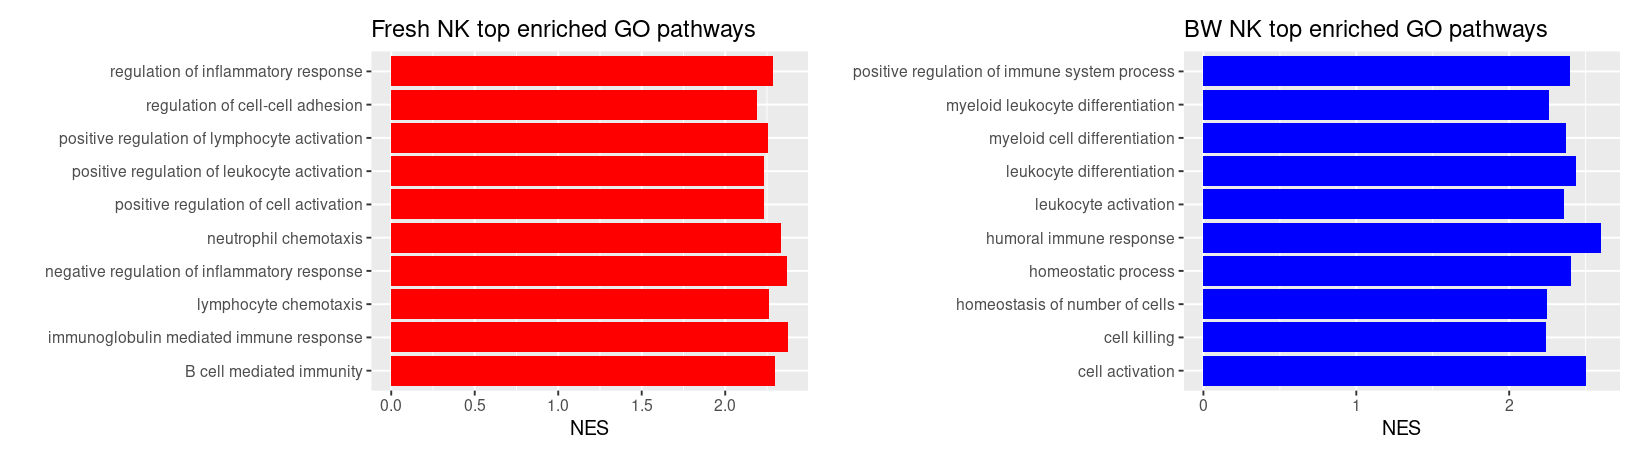 Fresh NK top enriched GO pathways
regulation of inflammatory response
regulation of cell-cell adhesion
positive regulation of lymphocyte activation
positive regulation of leukocyte activation
positive regulation of cell activation
neutrophil chemotaxis
negative regulation of inflammatory response
lymphocyte chemotaxis
immunoglobulin mediated immune response
B cell mediated immunity
0.0 0.5 1.0 1.5 2.0
NES
BW NK top enriched GO pathways
positive regulation of immune system process
myeloid leukocyte differentiation
myeloid cell differentiation
leukocyte differentiation
leukocyte activation
humoral immune response
homeostatic process
homeostasis of number of cells
cell killing
cell activation
0 1 2
NES